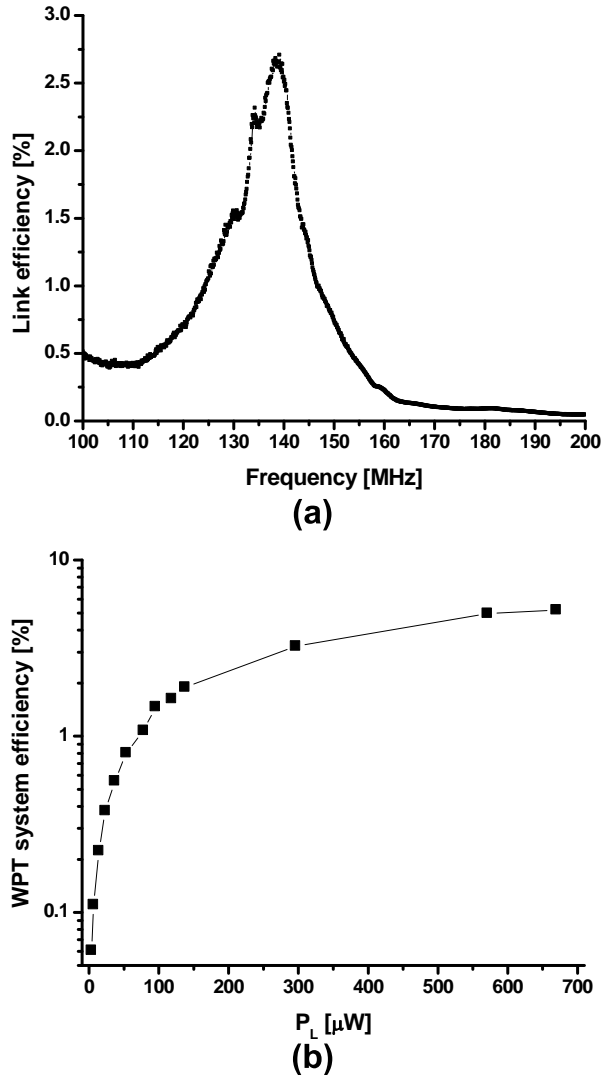 3.0
2.5
2.0
1.5
1.0
0.5
0.0
Link efficiency [%]
100 110 120 130 140 150 160 170 180 190 200
Frequency [MHz]
(a)
10
1
0.1
WPT system efficiency [%]
0 100 200 300 400 500 600 700
P_L [µW]
(b)